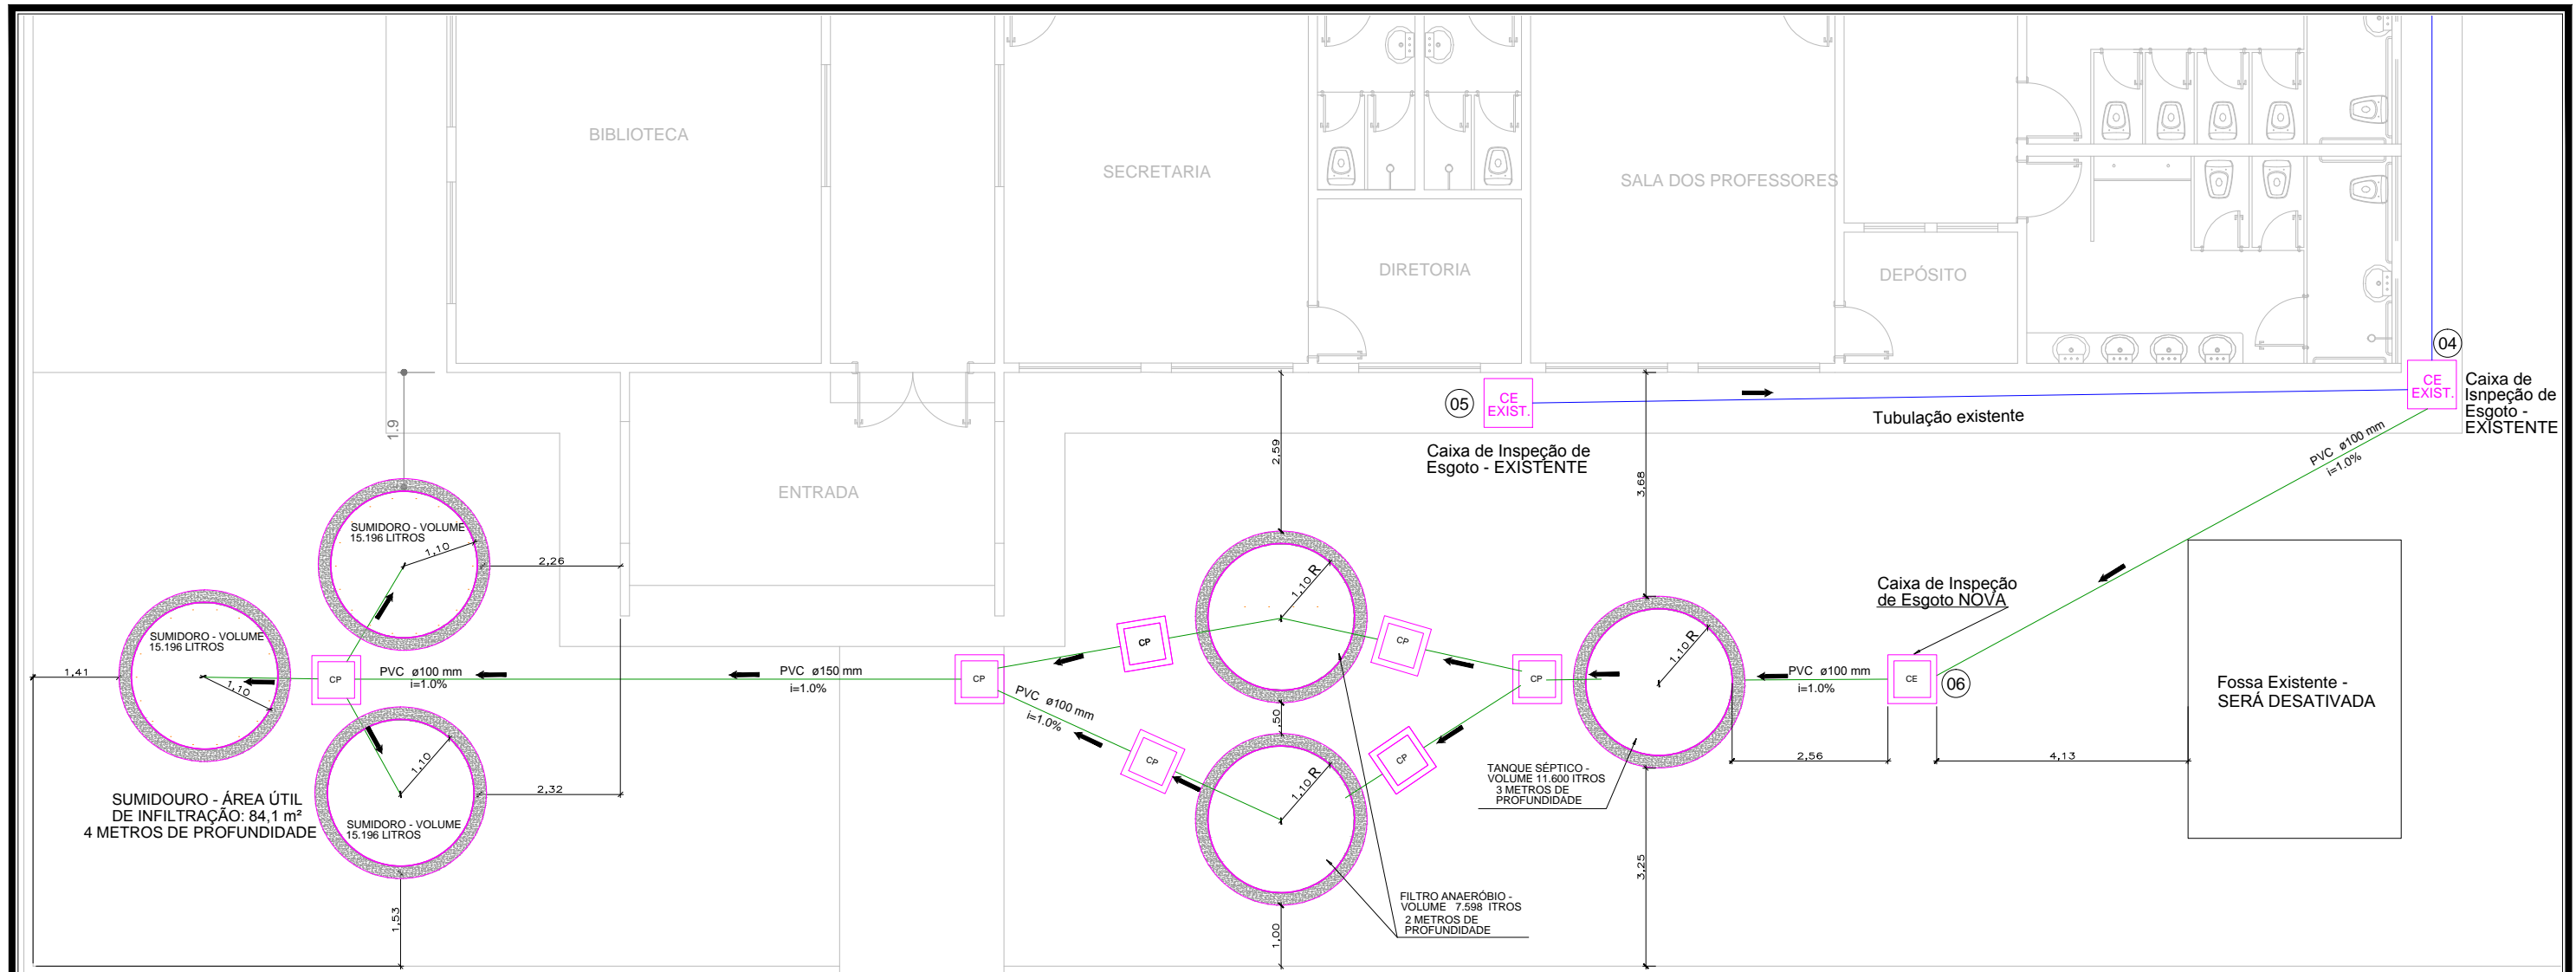 BIBLIOTECA
SECRETARIA
SALA DOS PROFESSORES
DIRETORIA
DEPÓSITO
ENTRADA
04
CE
EXIST.
Caixa de
Isnpeção de
Esgoto -
EXISTENTE
05
CE
EXIST.
Tubulação existente
Caixa de Inspeção de
Esgoto - EXISTENTE
PVC ø100 mm
i=1.0%
1.9
2,59
3,68
SUMIDORO - VOLUME
15.196 LITROS
1,10
2,26
SUMIDORO - VOLUME
15.196 LITROS
1,10
1,41
CP
PVC ø100 mm
i=1.0%
PVC ø150 mm
i=1.0%
CP
CP
1,10 R
CP
CP
1,10 R
PVC ø100 mm
i=1.0%
Caixa de Inspeção
de Esgoto NOVA
CE
06
Fossa Existente -
SERÁ DESATIVADA
PVC ø100 mm
i=1.0%
CP
,50
CP
2,56
4,13
1,10
2,32
SUMIDORO - VOLUME
15.196 LITROS
SUMIDOURO - ÁREA ÚTIL
DE INFILTRAÇÃO: 84,1 m²
4 METROS DE PROFUNDIDADE
1,10 R
TANQUE SÉPTICO -
VOLUME 11.600 ITROS
3 METROS DE
PROFUNDIDADE
FILTRO ANAERÓBIO -
VOLUME 7.598 ITROS
2 METROS DE
PROFUNDIDADE
1,53
1,00
3,25